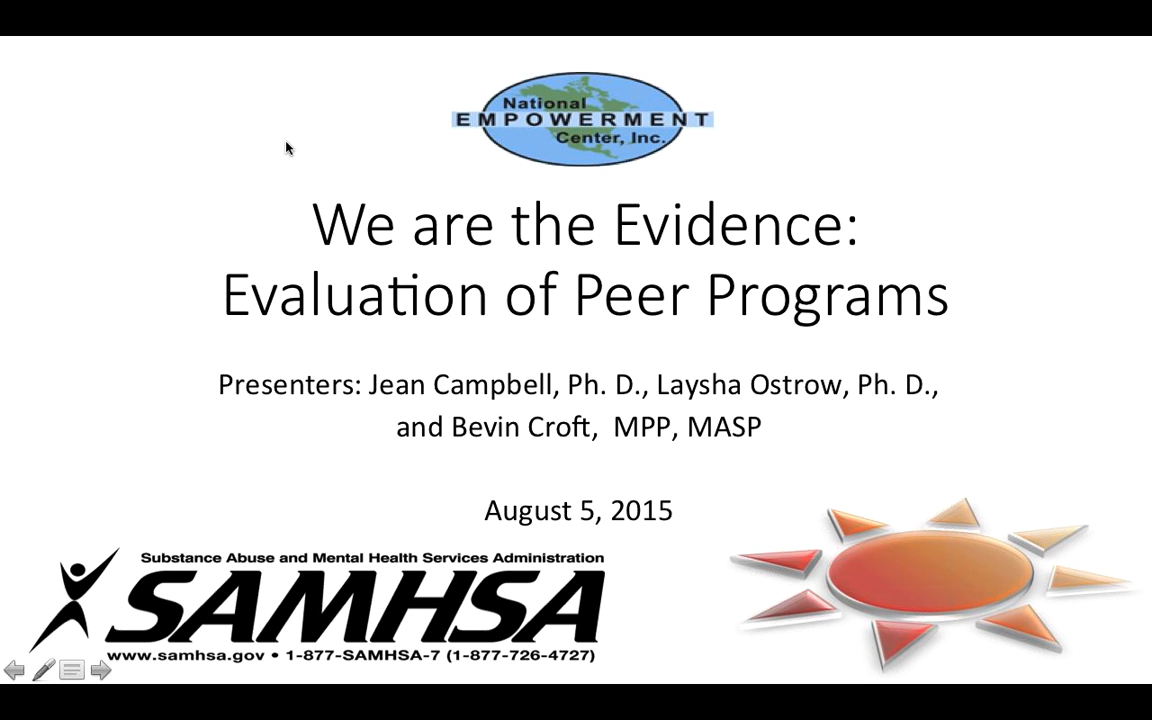 National
EMPOWERMENT
Center, Inc.
We are the Evidence:
Evaluation of Peer Programs
Presenters: Jean Campbell, Ph. D., Laysha Ostrow, Ph. D.,
and Bevin Croft, MPP, MASP
August 5, 2015
Substance Abuse and Mental Health Services Administration
SAMHSA
www.samhsa.gov • 1-877-SAMHSA-7 (1-877-726-4727)